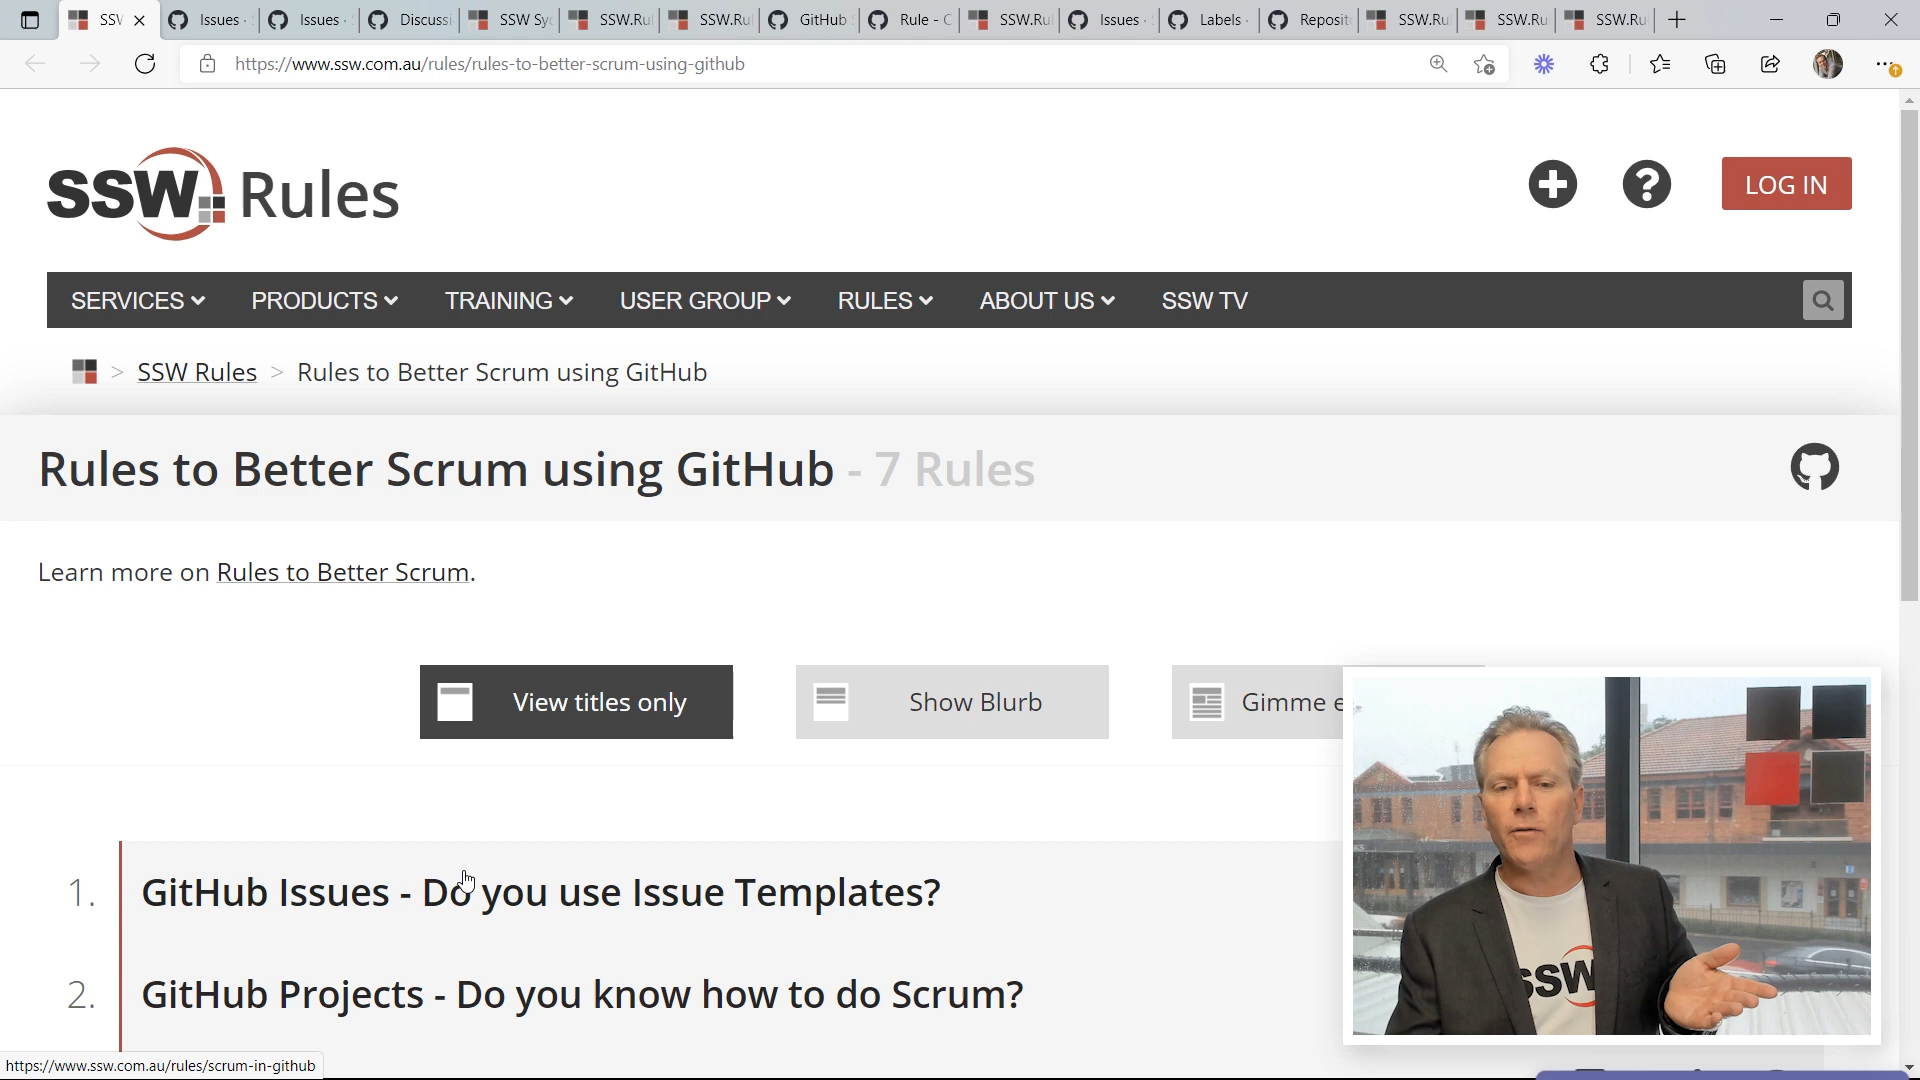 SSW
Issues -
Issues -
Discussi
SSW Sy
SSW.Rul
SSW.Rul
GitHub
Rule - C
SSW.Rul
Issues -
Labels -
Reposit
SSW.Ru
SSW.Ru
SSW.Ru
https://www.ssw.com.au/rules/rules-to-better-scrum-using-github
SSW Rules
LOG IN
SERVICES PRODUCTS TRAINING USER GROUP RULES ABOUT US SSW TV
> SSW Rules > Rules to Better Scrum using GitHub
Rules to Better Scrum using GitHub - 7 Rules
Learn more on Rules to Better Scrum.
View titles only
Show Blurb
Gimme e
1. GitHub Issues - Do you use Issue Templates?
2. GitHub Projects - Do you know how to do Scrum?
SSW
https://www.ssw.com.au/rules/scrum-in-github